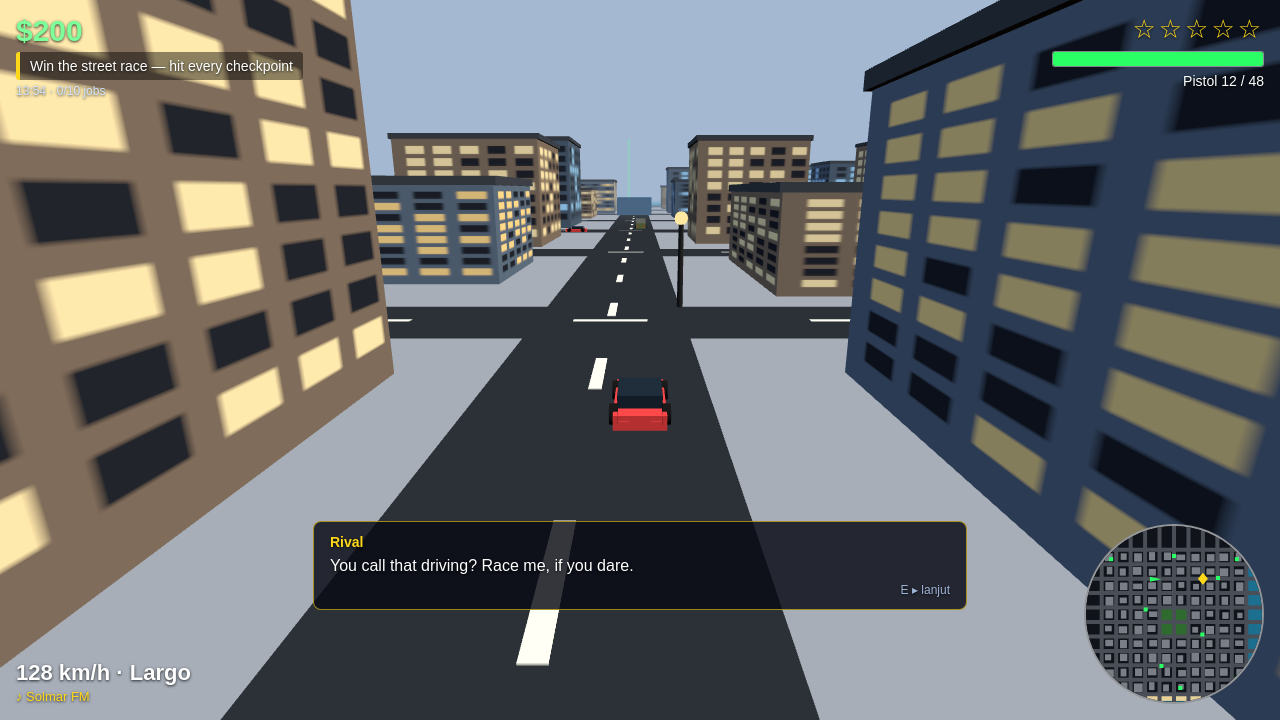 $200
Win the street race — hit every checkpoint
13:54 · 0/10 jobs
☆☆☆☆☆
Pistol 12 / 48
Rival
You call that driving? Race me, if you dare.
E ▸ lanjut
128 km/h · Largo
♪ Solmar FM